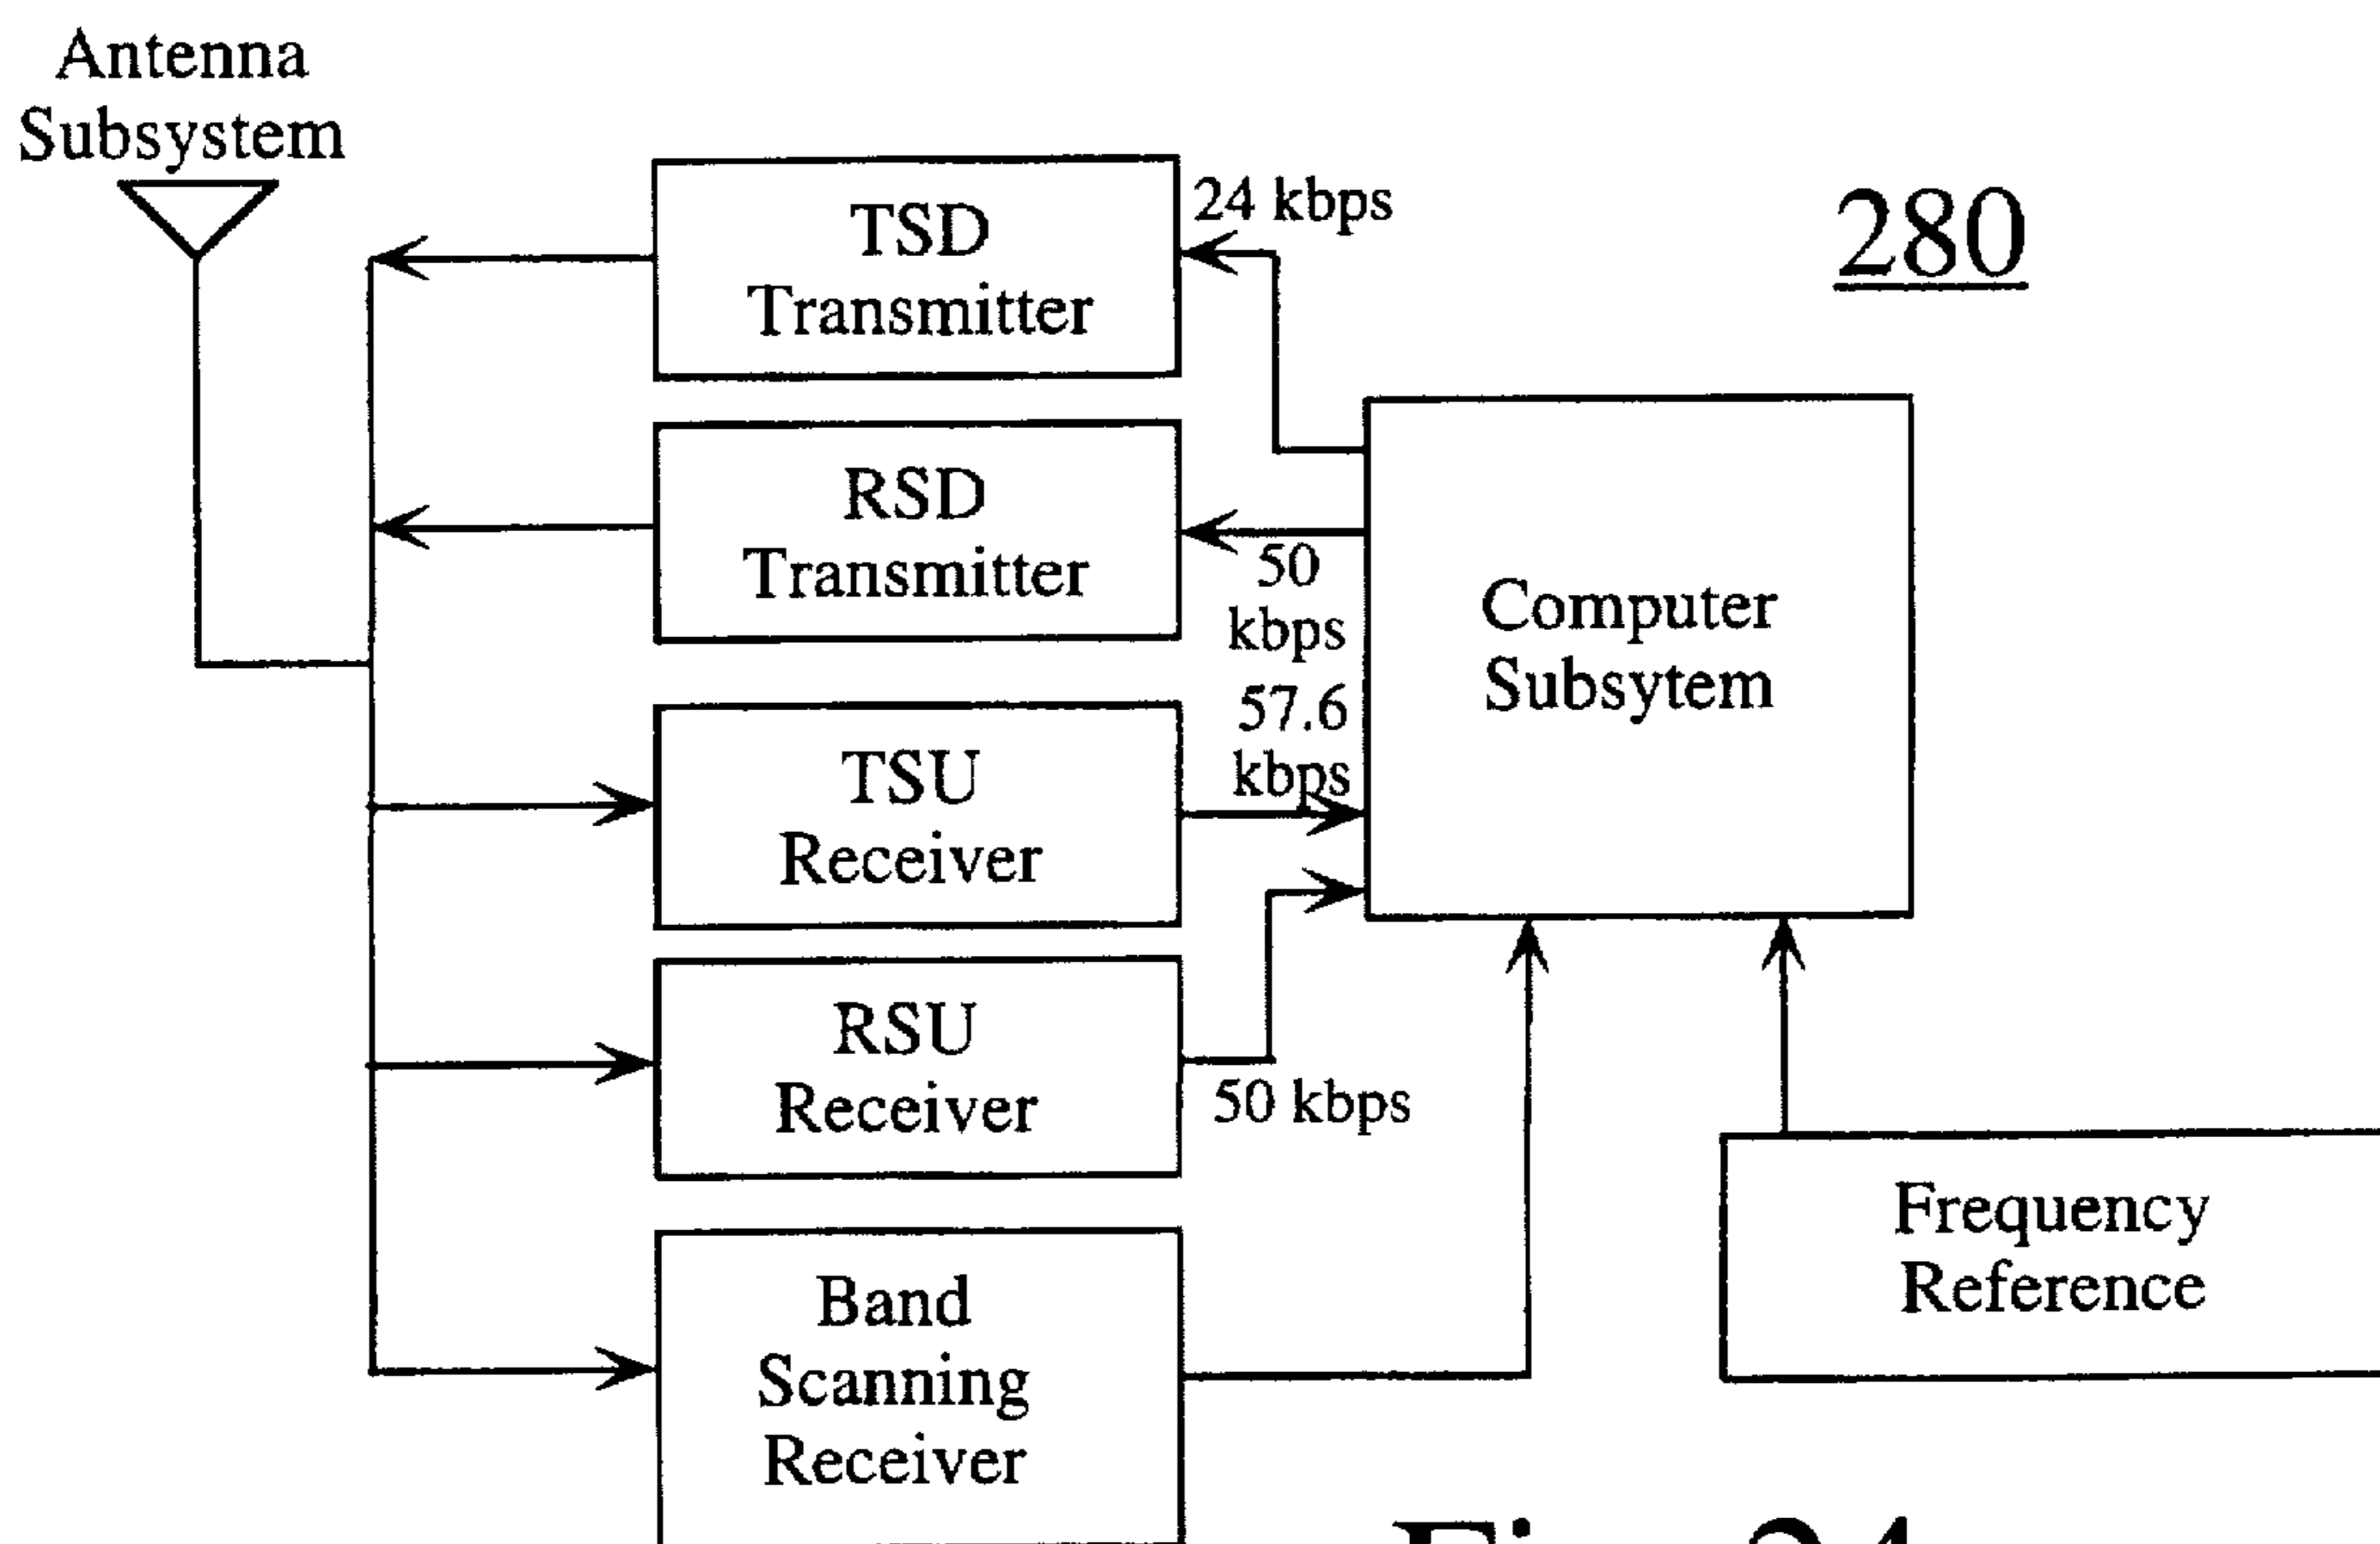 Antenna
Subsystem
TSD
Transmitter
24 kbps
280
RSD
Transmitter
50
kbps
Computer
Subsytem
57.6
kbps
TSU
Receiver
RSU
Receiver
50 kbps
Frequency
Reference
Band
Scanning
Receiver